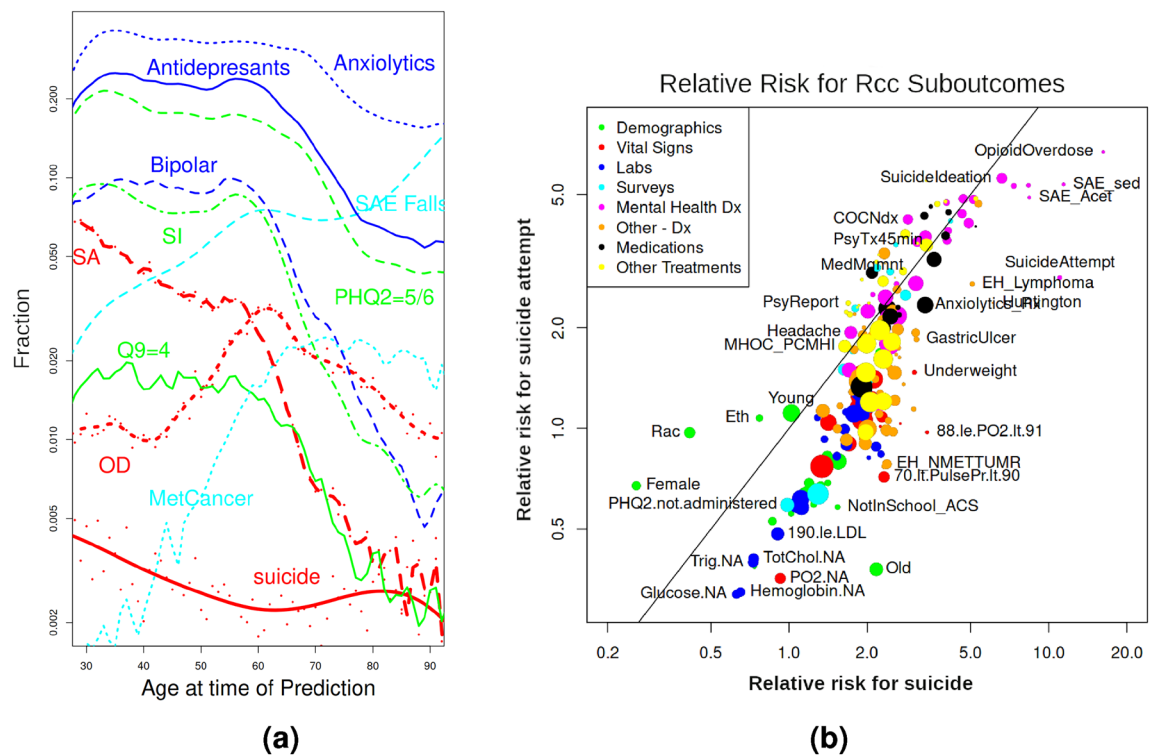 Fraction
0.200
0.100
0.050
0.020
0.010
0.005
0.002
Anxiolytics
Antidepresants
Bipolar
SAE Falls
SI
SA
PHQ2=5/6
Q9=4
OD
MetCancer
suicide
30 40 50 60 70 80 90
Age at time of Prediction
(a)
Relative Risk for Rcc Suboutcomes
Relative risk for suicide attempt
5.0
2.0
1.0
0.5
Demographics
Vital Signs
Labs
Surveys
Mental Health Dx
Other - Dx
Medications
Other Treatments
OpioidOverdose
SuicideIdeation
SAE_sed
SAE_Acet
COCNdx
PsyTx45min
MedMgmnt
SuicideAttempt
EH_Lymphoma
PsyReport
Anxiolytics_Rx
Huntington
Headache
GastricUlcer
MHOC_PCMHI
Underweight
Young
Eth
Rac
88.le.PO2.lt.91
EH_NMETTUMR
70.lt.PulsePr.lt.90
Female
PHQ2.not.administered
NotInSchool_ACS
190.le.LDL
Trig.NA
TotChol.NA
Old
PO2.NA
Glucose.NA
Hemoglobin.NA
0.2 0.5 1.0 2.0 5.0 10.0 20.0
Relative risk for suicide
(b)